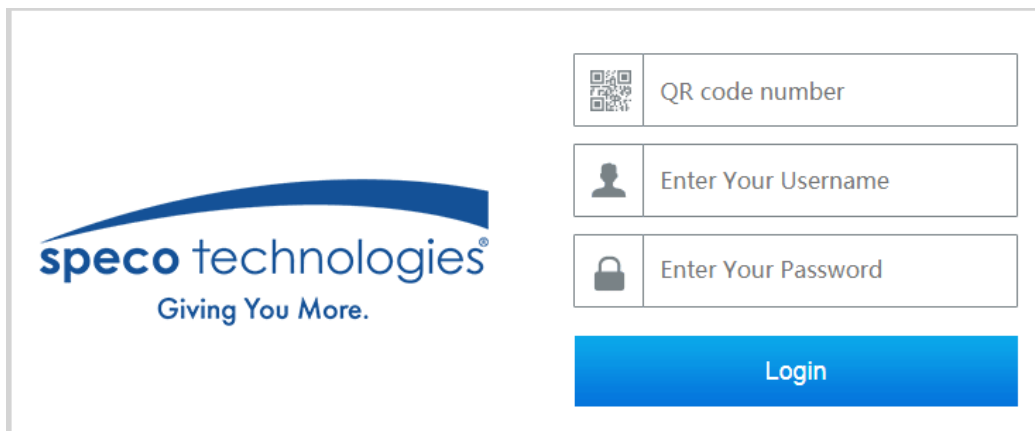 speco technologies®
Giving You More.
QR code number
Enter Your Username
Enter Your Password
Login